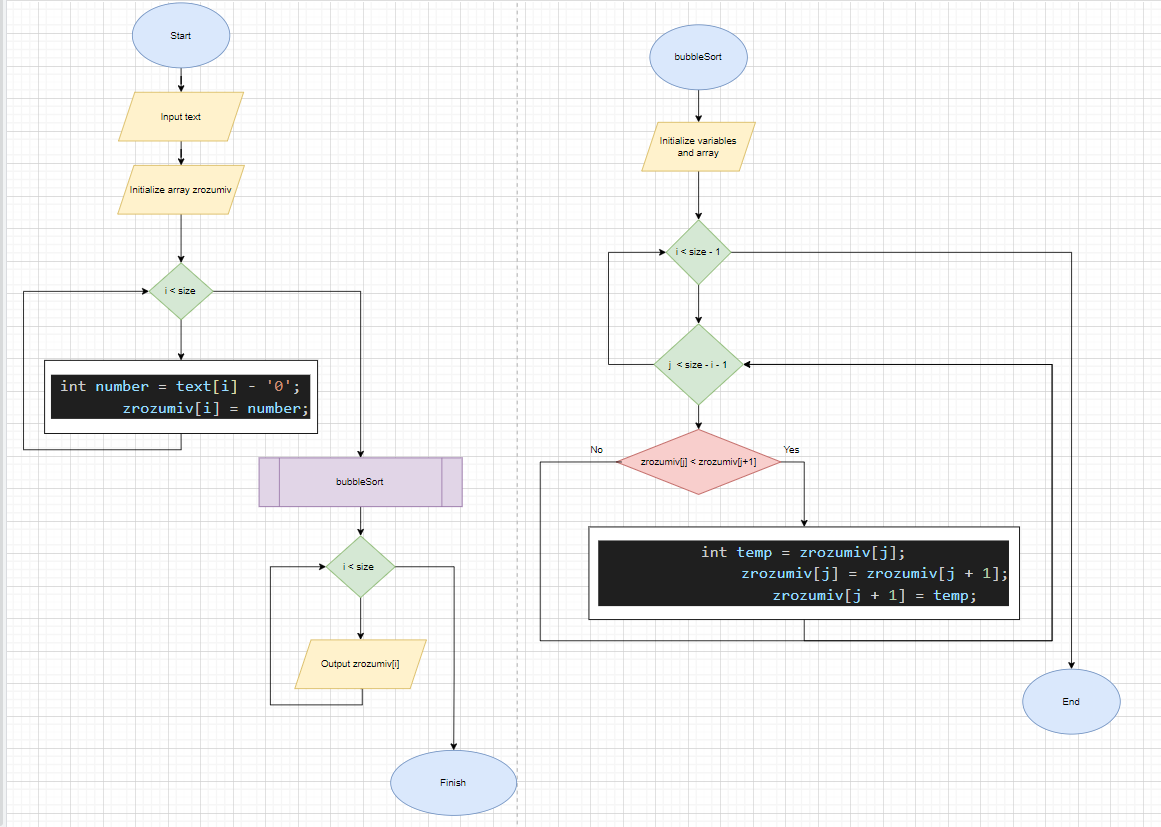 Start
Input text
Initialize array zrozumiv
i < size
int number = text[i] - '0';
zrozumiv[i] = number;
bubbleSort
i < size
Output zrozumiv[i]
Finish
bubbleSort
Initialize variables
and array
i < size - 1
j < size - i - 1
No
zrozumiv[j] < zrozumiv[j+1]
Yes
int temp = zrozumiv[j];
zrozumiv[j] = zrozumiv[j + 1];
zrozumiv[j + 1] = temp;
End